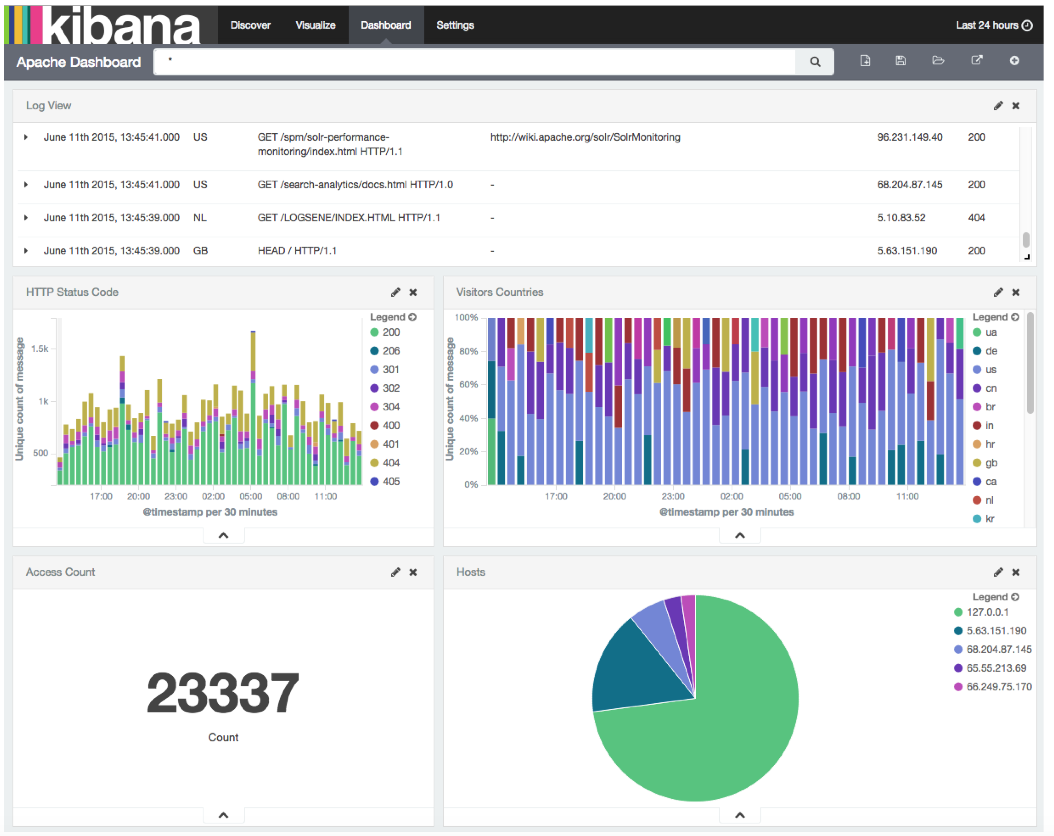 kibana
Discover Visualize Dashboard Settings Last 24 hours
Apache Dashboard *
Log View
June 11th 2015, 13:45:41.000 US GET /spm/solr-performance- http://wiki.apache.org/solr/SolrMonitoring 96.231.149.40 200
monitoring/index.html HTTP/1.1
June 11th 2015, 13:45:41.000 US GET /search-analytics/docs.html HTTP/1.0 - 68.204.87.145 200
June 11th 2015, 13:45:39.000 NL GET /LOGSENE/INDEX.HTML HTTP/1.1 - 5.10.83.52 404
June 11th 2015, 13:45:39.000 GB HEAD / HTTP/1.1 - 5.63.151.190 200
HTTP Status Code
Unique count of message
1.5k
1k
500
17:00 20:00 23:00 02:00 05:00 08:00 11:00
@timestamp per 30 minutes
Legend
200
206
301
302
304
400
401
404
405
Visitors Countries
Unique count of message
100%
80%
60%
40%
20%
0%
17:00 20:00 23:00 02:00 05:00 08:00 11:00
@timestamp per 30 minutes
Legend
ua
de
us
cn
br
in
hr
gb
ca
nl
kr
Access Count
23337
Count
Hosts
Legend
127.0.0.1
5.63.151.190
68.204.87.145
65.55.213.69
66.249.75.170